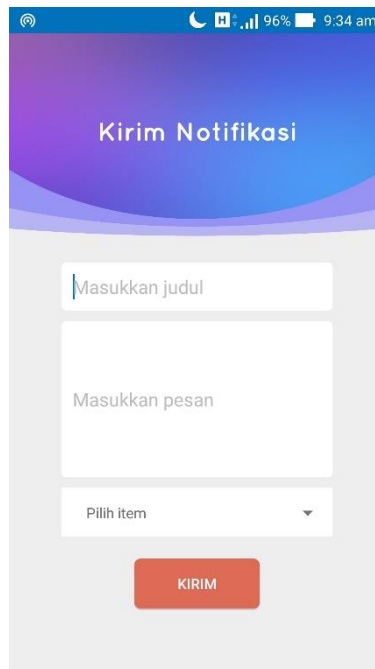 H 96% 9:34 am
Kirim Notifikasi
Masukkan judul
Masukkan pesan
Pilih item
KIRIM